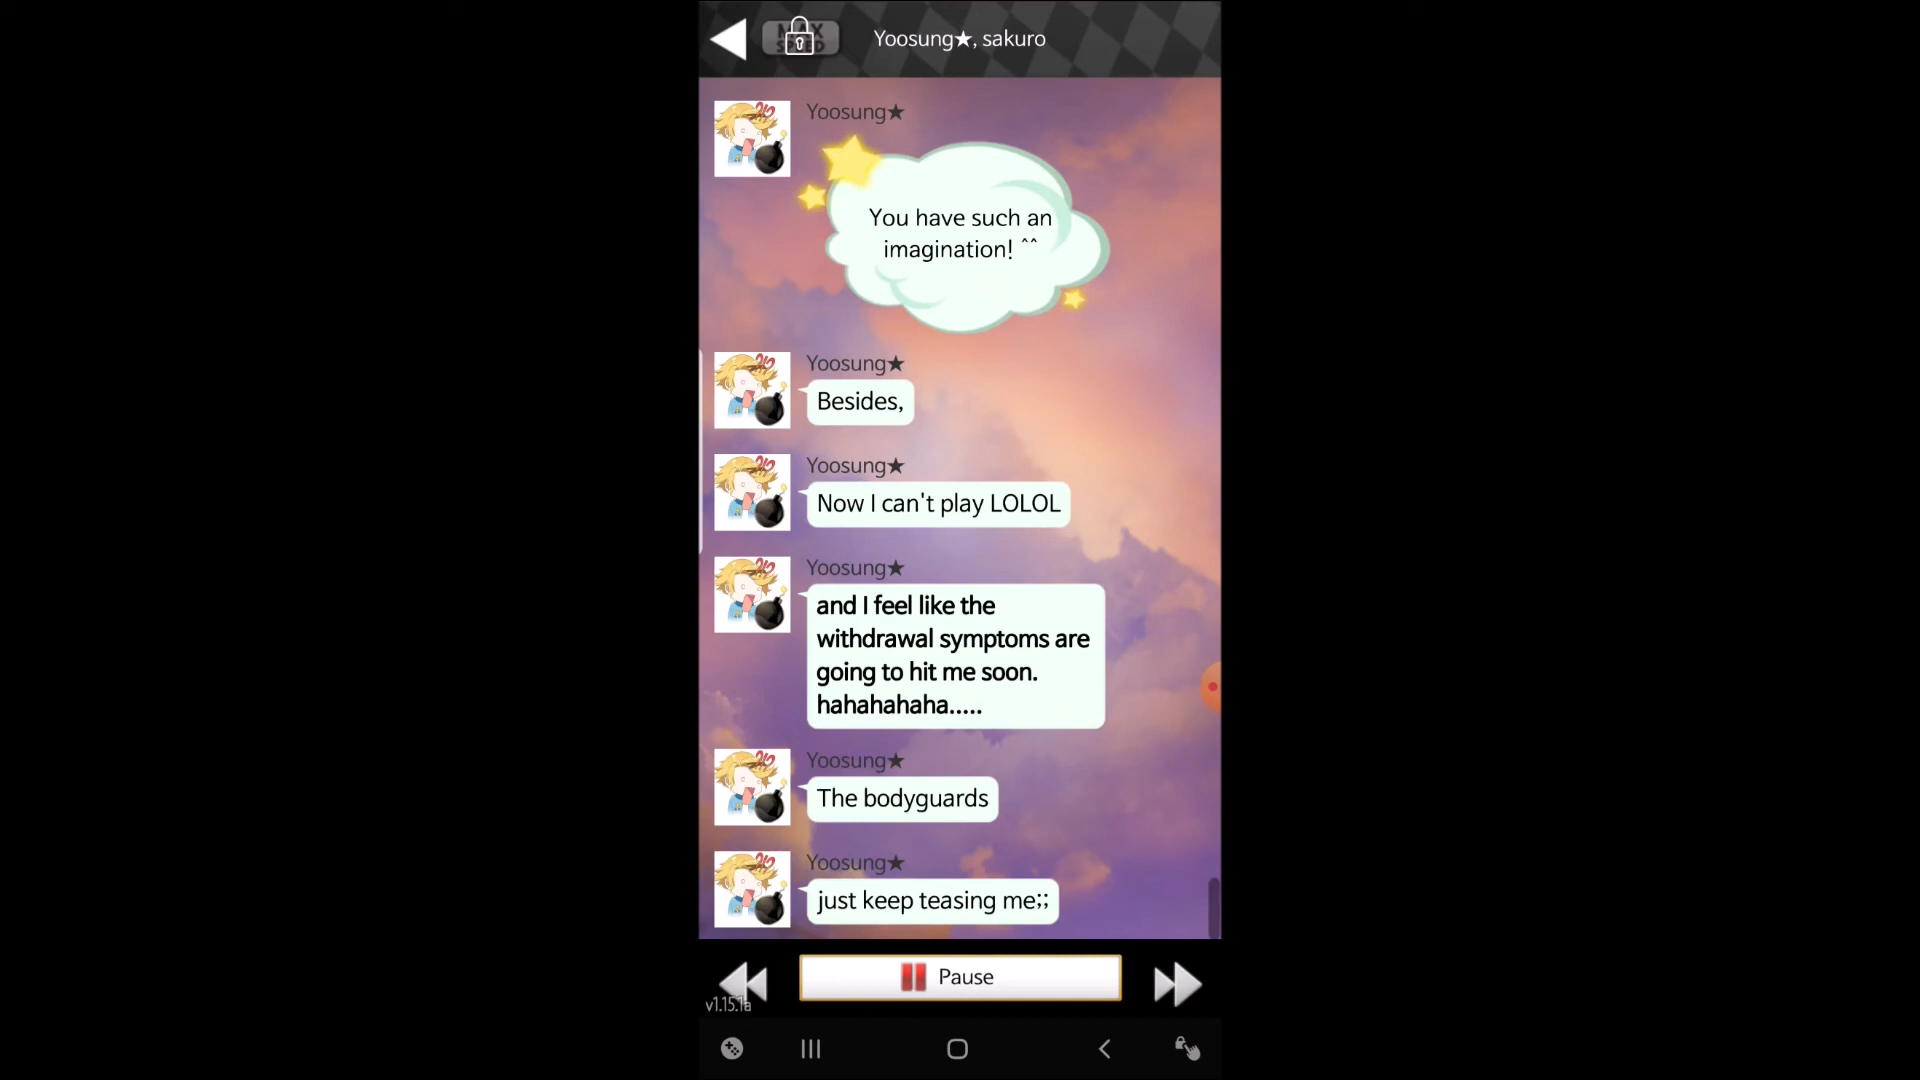 MAX
SPEED
Yoosung★, sakuro
Yoosung★
You have such an
imagination! ^^
Yoosung★
Besides,
Yoosung★
Now I can't play LOLOL
Yoosung★
and I feel like the
withdrawal symptoms are
going to hit me soon.
hahahahaha.....
Yoosung★
The bodyguards
Yoosung★
just keep teasing me;;
Pause
v1.15.1a